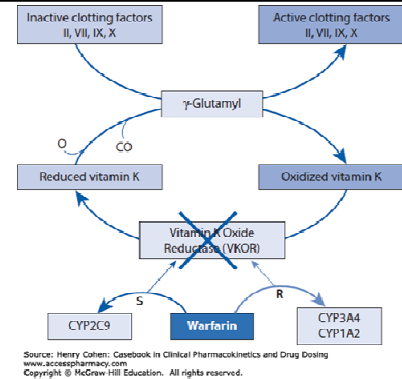 Inactive clotting factors
II, VII, IX, X
Active clotting factors
II, VII, IX, X
γ-Glutamyl
O
CO
Reduced vitamin K
Oxidized vitamin K
Vitamin K Oxide
Reductase (VKOR)
S
R
CYP2C9
Warfarin
CYP3A4
CYP1A2
Source: Henry Cohen: Casebook in Clinical Pharmacokinetics and Drug Dosing
www.accesspharmacy.com
Copyright © McGraw-Hill Education. All rights reserved.